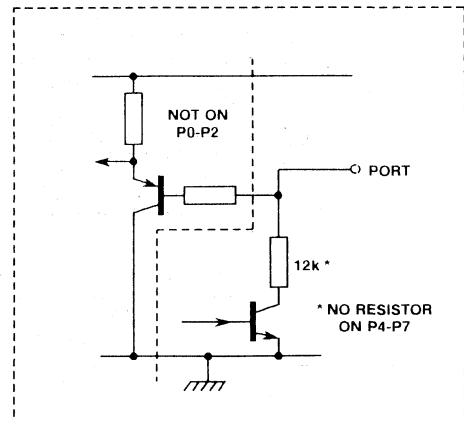 NOT ON
P0-P2
PORT
12k *
* NO RESISTOR
ON P4-P7